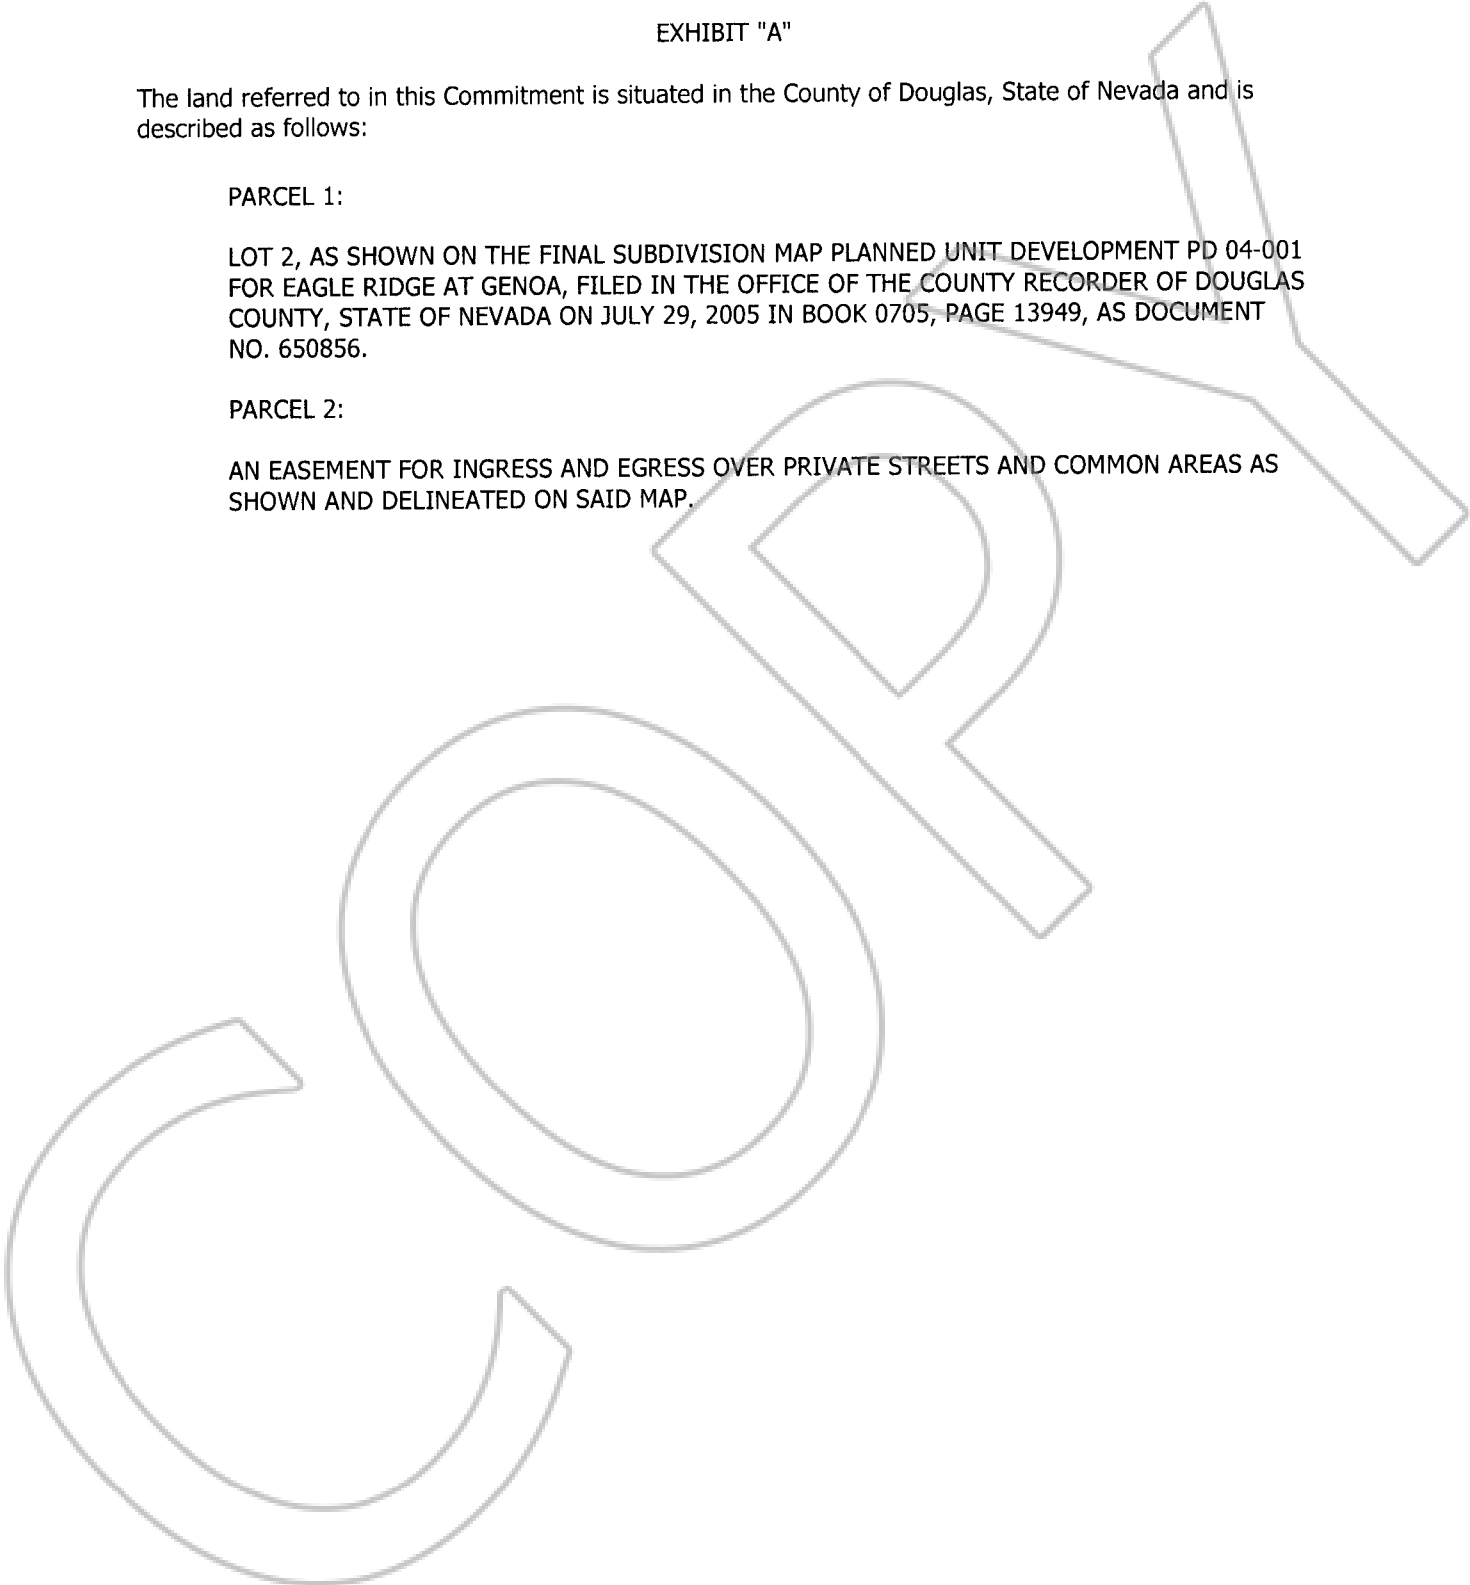 EXHIBIT "A"
The land referred to in this Commitment is situated in the County of Douglas, State of Nevada and is
described as follows:
PARCEL 1:
LOT 2, AS SHOWN ON THE FINAL SUBDIVISION MAP PLANNED UNIT DEVELOPMENT PD 04-001
FOR EAGLE RIDGE AT GENOA, FILED IN THE OFFICE OF THE COUNTY RECORDER OF DOUGLAS
COUNTY, STATE OF NEVADA ON JULY 29, 2005 IN BOOK 0705, PAGE 13949, AS DOCUMENT
NO. 650856.
PARCEL 2:
AN EASEMENT FOR INGRESS AND EGRESS OVER PRIVATE STREETS AND COMMON AREAS AS
SHOWN AND DELINEATED ON SAID MAP.
COPY